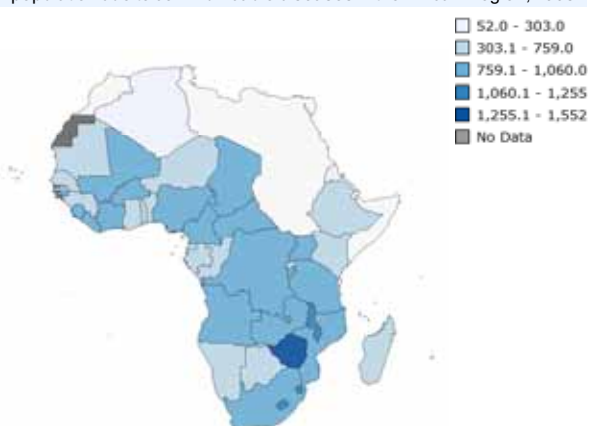 52.0 - 303.0
303.1 - 759.0
759.1 - 1,060.0
1,060.1 - 1,255
1,255.1 - 1,552
No Data